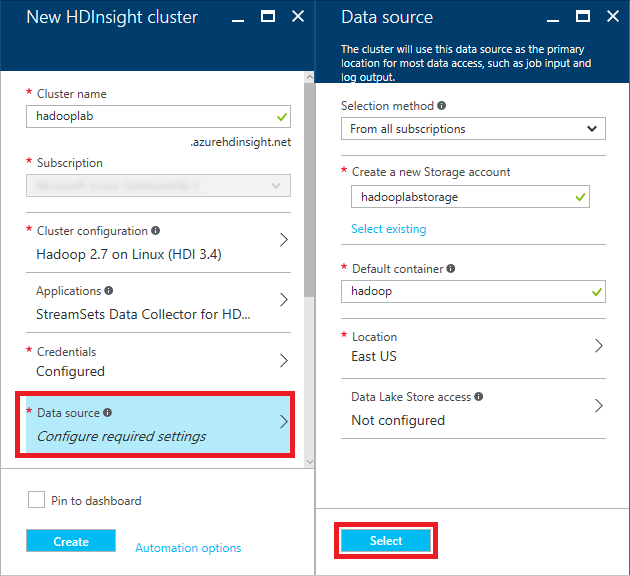 New HDInsight cluster
* Cluster name
hadooplab
.azurehdinsight.net
* Subscription
* Cluster configuration
Hadoop 2.7 on Linux (HDI 3.4)
Applications
StreamSets Data Collector for HD...
* Credentials
Configured
* Data source
Configure required settings
Pin to dashboard
Create
Automation options
Data source
The cluster will use this data source as the primary
location for most data access, such as job input and
log output.
Selection method
From all subscriptions
* Create a new Storage account
hadooplabstorage
Select existing
* Default container
hadoop
* Location
East US
Data Lake Store access
Not configured
Select